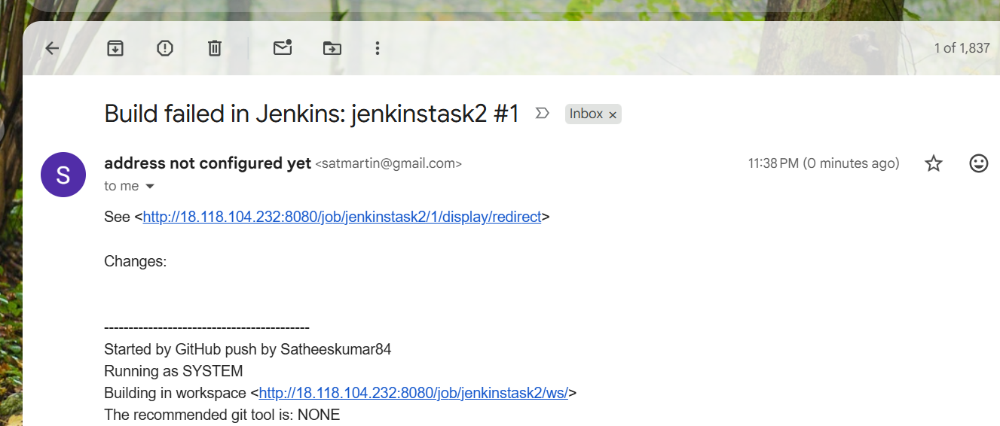 1 of 1,837
Build failed in Jenkins: jenkinstask2 #1 Inbox ×
S
address not configured yet <satmartin@gmail.com> 11:38 PM (0 minutes ago)
to me
See <http://18.118.104.232:8080/job/jenkinstask2/1/display/redirect>
Changes:
------------------------------------------
Started by GitHub push by Satheeskumar84
Running as SYSTEM
Building in workspace <http://18.118.104.232:8080/job/jenkinstask2/ws/>
The recommended git tool is: NONE